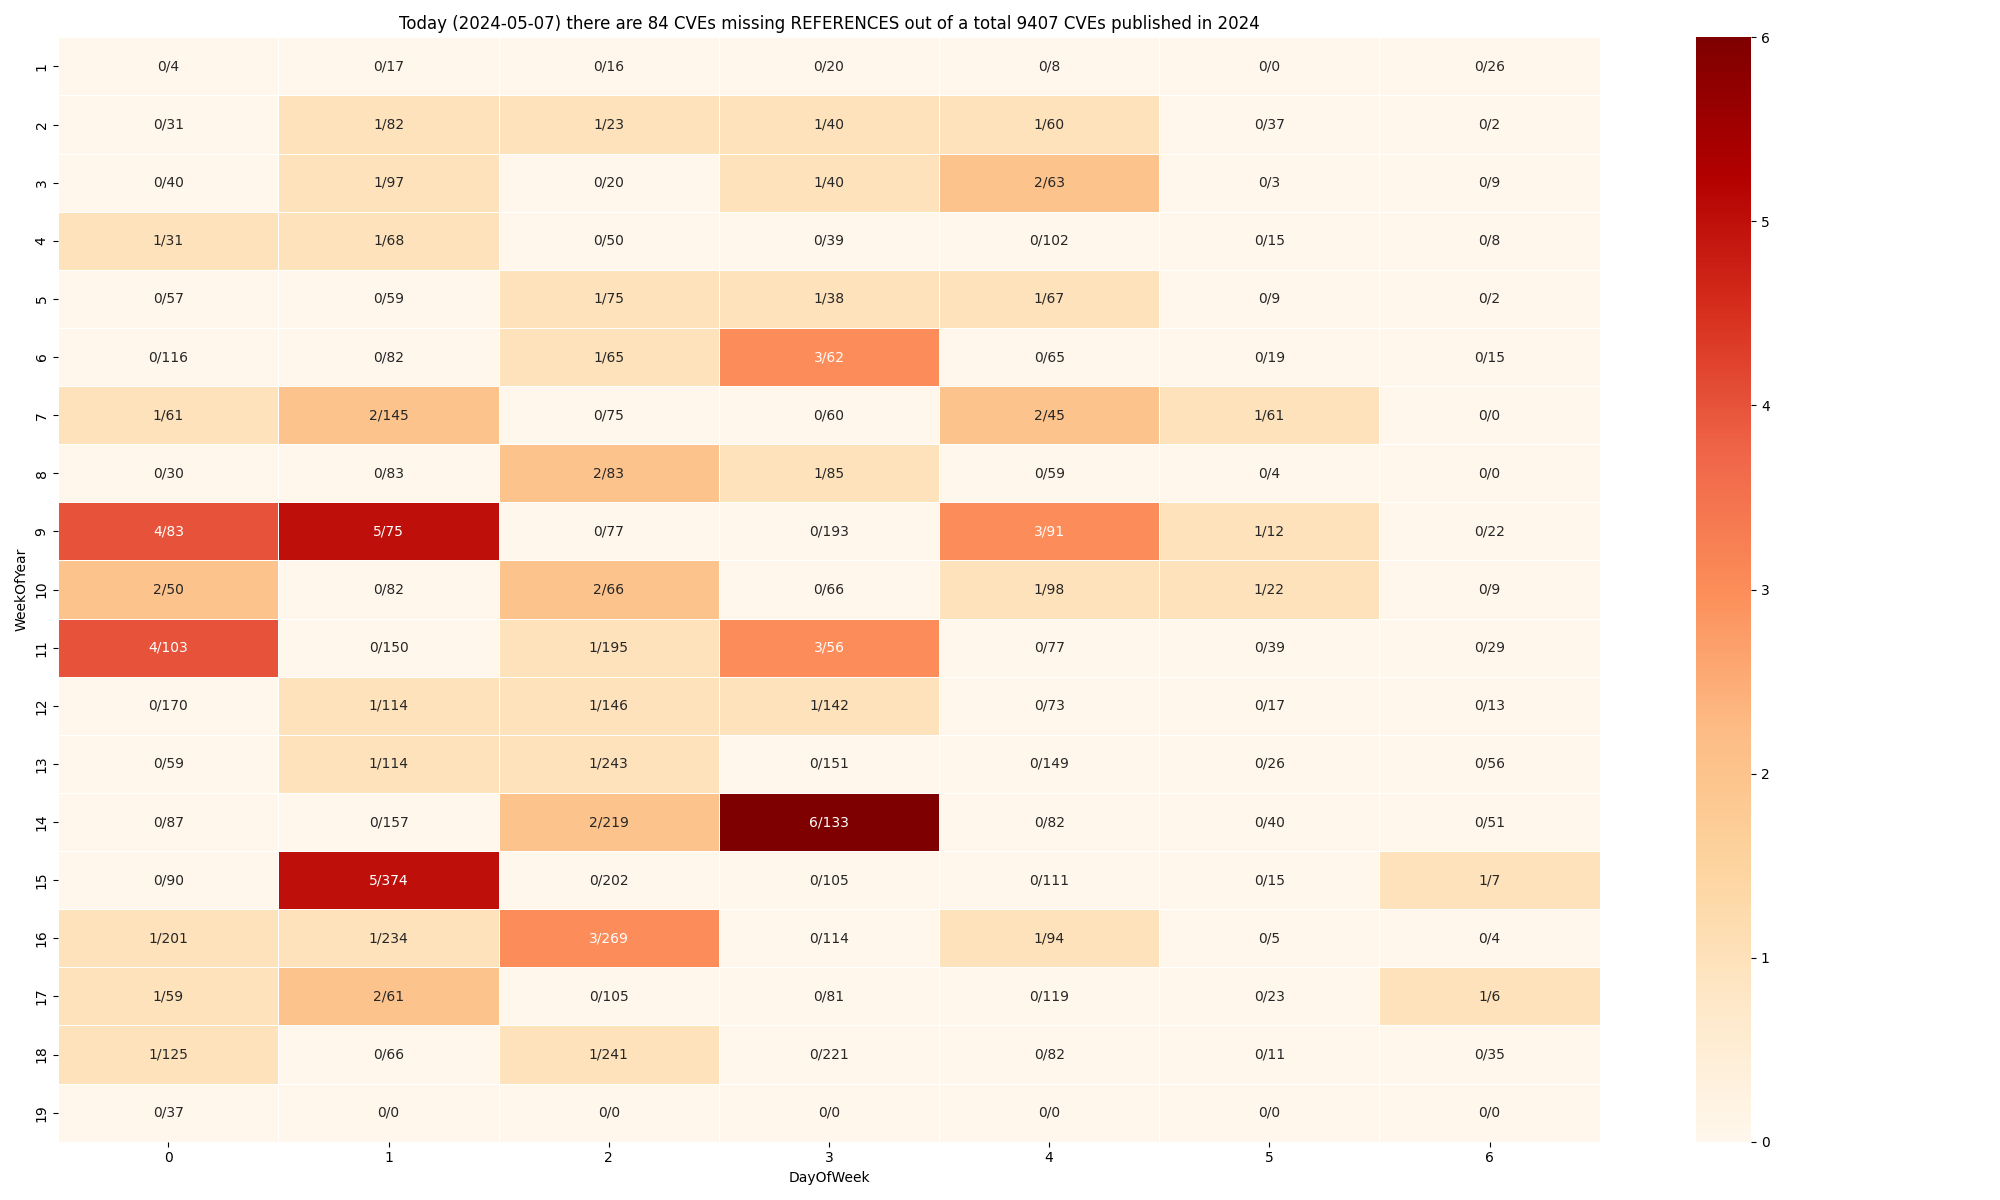 Today (2024-05-07) there are 84 CVEs missing REFERENCES out of a total 9407 CVEs published in 2024
1 0/4 0/17 0/16 0/20 0/8 0/0 0/26
2 0/31 1/82 1/23 1/40 1/60 0/37 0/2
3 0/40 1/97 0/20 1/40 2/63 0/3 0/9
4 1/31 1/68 0/50 0/39 0/102 0/15 0/8
5 0/57 0/59 1/75 1/38 1/67 0/9 0/2
6 0/116 0/82 1/65 3/62 0/65 0/19 0/15
7 1/61 2/145 0/75 0/60 2/45 1/61 0/0
8 0/30 0/83 2/83 1/85 0/59 0/4 0/0
9 4/83 5/75 0/77 0/193 3/91 1/12 0/22
10 2/50 0/82 2/66 0/66 1/98 1/22 0/9
11 4/103 0/150 1/195 3/56 0/77 0/39 0/29
12 0/170 1/114 1/146 1/142 0/73 0/17 0/13
13 0/59 1/114 1/243 0/151 0/149 0/26 0/56
14 0/87 0/157 2/219 6/133 0/82 0/40 0/51
15 0/90 5/374 0/202 0/105 0/111 0/15 1/7
16 1/201 1/234 3/269 0/114 1/94 0/5 0/4
17 1/59 2/61 0/105 0/81 0/119 0/23 1/6
18 1/125 0/66 1/241 0/221 0/82 0/11 0/35
19 0/37 0/0 0/0 0/0 0/0 0/0 0/0
0 1 2 3 4 5 6
DayOfWeek
WeekOfYear
6
5
4
3
2
1
0